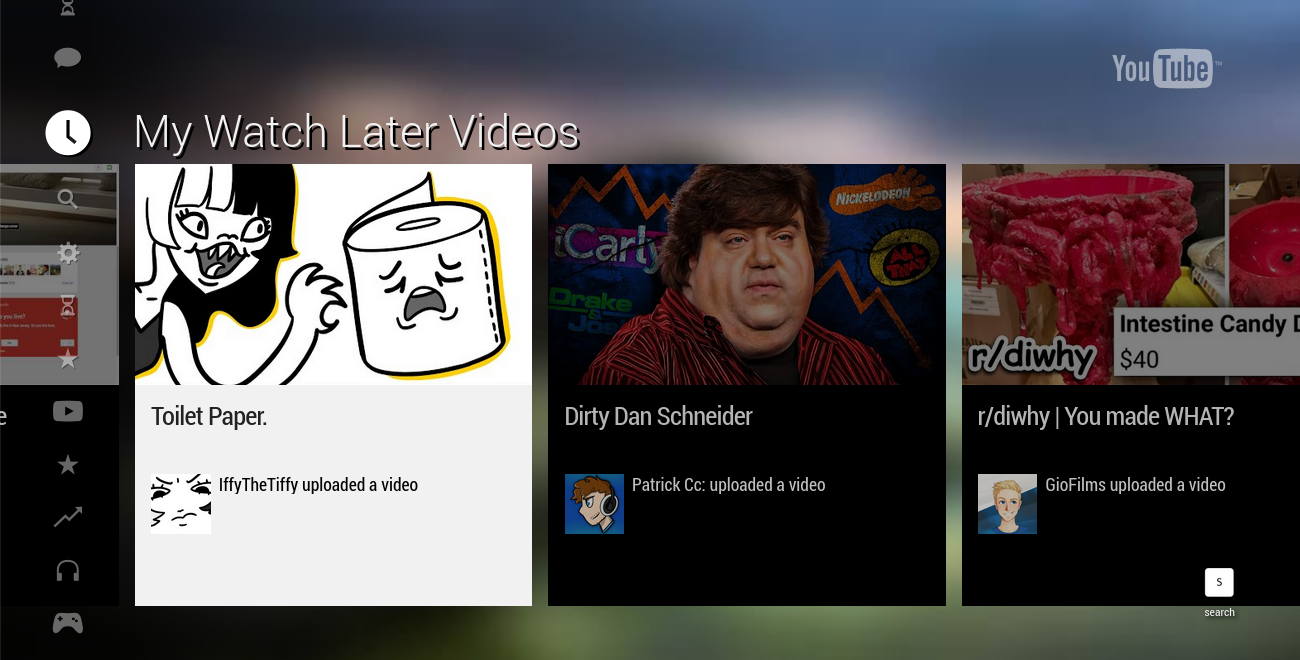 YouTube
My Watch Later Videos
NICKELODEON
iCarly
ALL THAT
Drake
& Josh
Intestine Candy D
r/diwhy
$40
e
Toilet Paper.
Dirty Dan Schneider
r/diwhy | You made WHAT?
IffyTheTiffy uploaded a video
Patrick Cc: uploaded a video
GioFilms uploaded a video
S
search